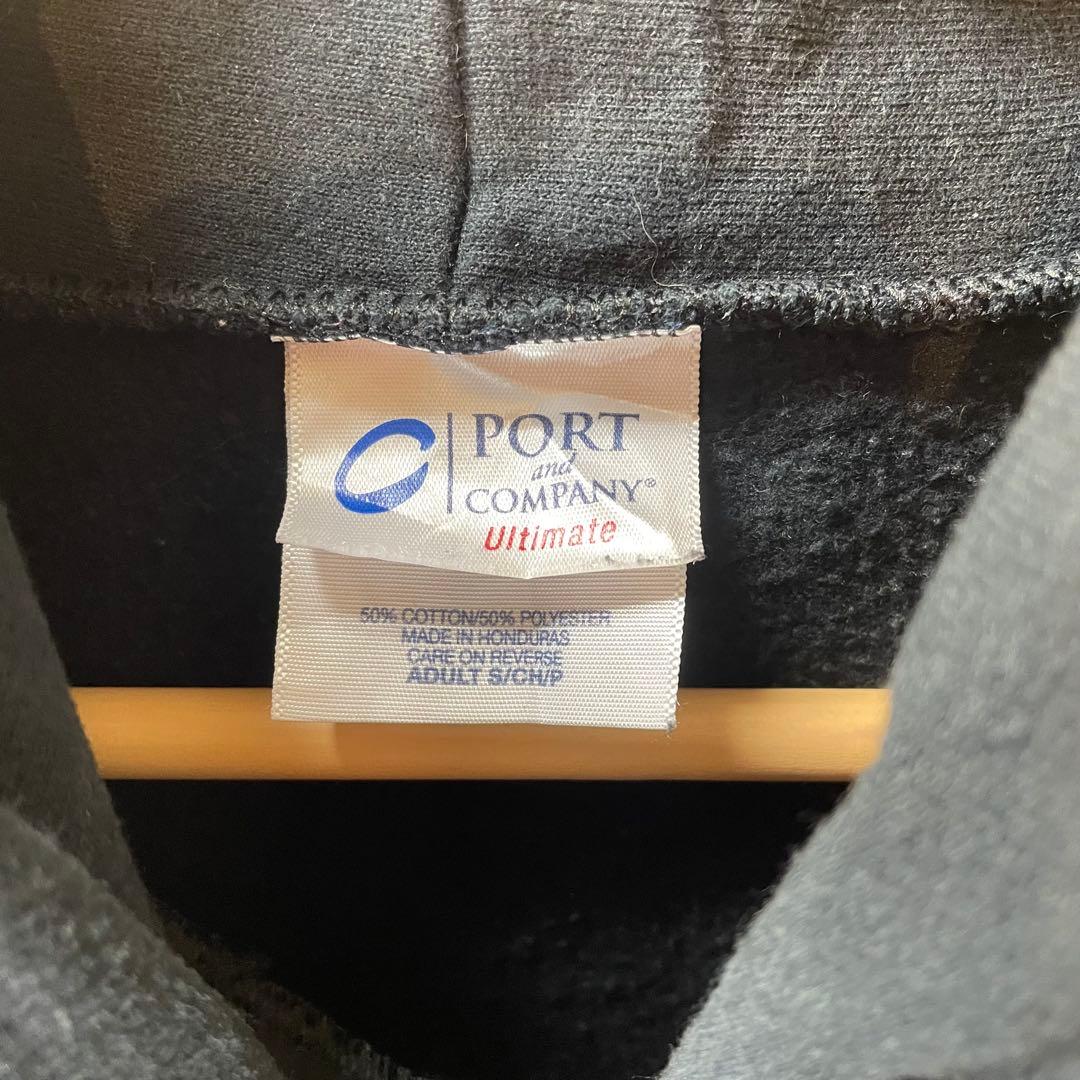 PORT
and
COMPANY®
Ultimate
50% COTTON/50% POLYESTER
MADE IN HONDURAS
CARE ON REVERSE
ADULT S/CH/P